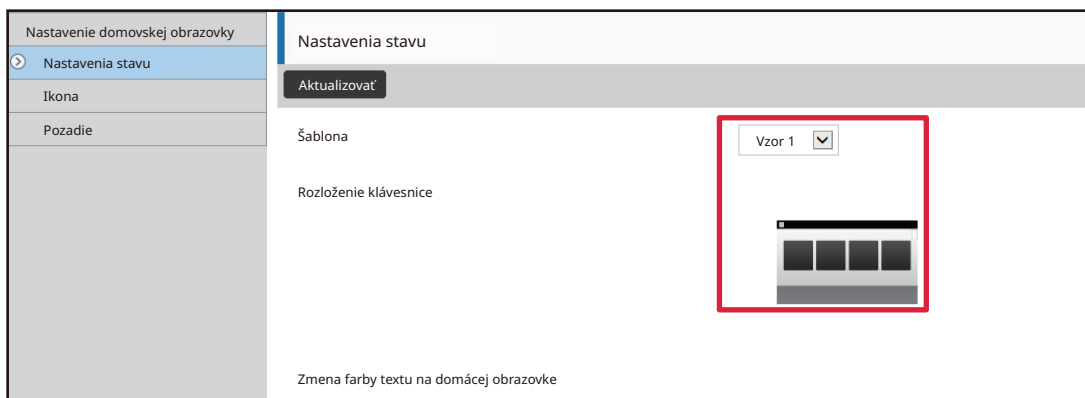 Nastavenie domovskej obrazovky
Nastavenia stavu
Ikona
Pozadie
Nastavenia stavu
Aktualizovať
Šablona
Vzor 1
Rozloženie klávesnice
Zmena farby textu na domácej obrazovke